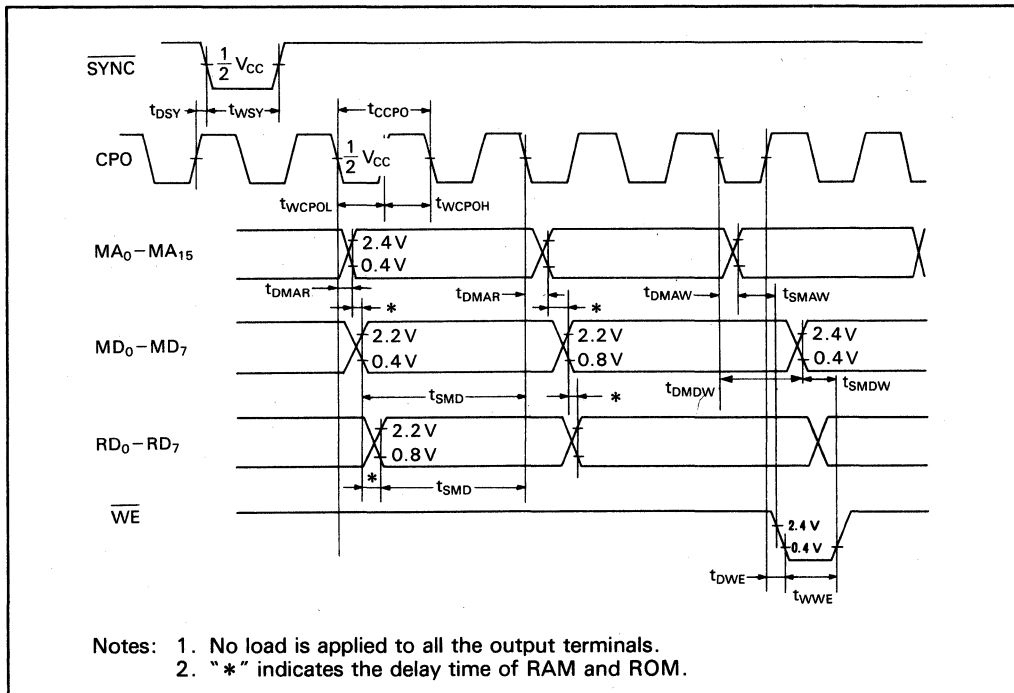 SYNC
1/2 VCC
tDSY
tWSY
tCCPO
CPO
1/2 VCC
tWCPOL
tWCPOH
MA0–MA15
2.4 V
0.4 V
tDMAR
*
tDMAR
*
tDMAW
tSMAW
MD0–MD7
2.2 V
0.4 V
2.2 V
0.8 V
2.4 V
0.4 V
tSMD
*
tDMDW
tSMDW
RD0–RD7
2.2 V
0.8 V
*
tSMD
WE
2.4 V
0.4 V
tDWE
tWWE
Notes: 1. No load is applied to all the output terminals.
2. "*" indicates the delay time of RAM and ROM.